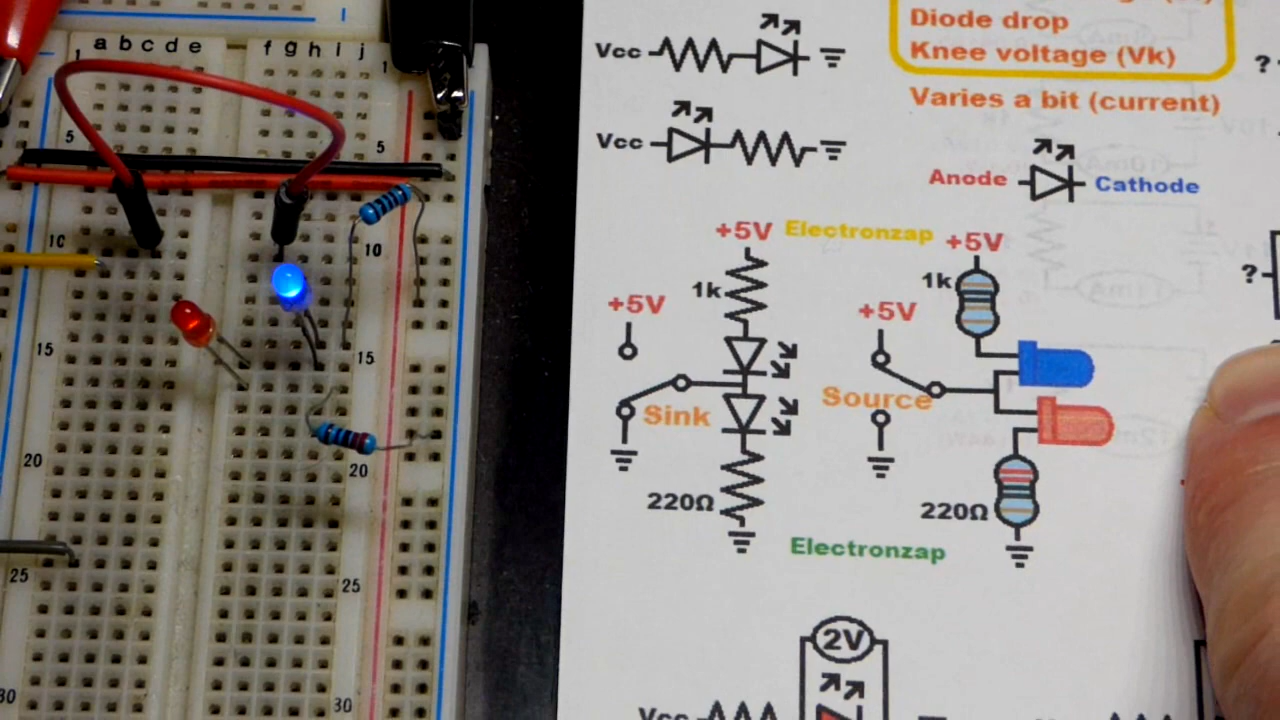 a b c d e
f g h i j
1
1
5
5
10
10
15
15
20
20
25
25
30
30
Diode drop
Knee voltage (Vk)
Varies a bit (current)
Vcc
Vcc
Anode
Cathode
?
+5V
Electronzap
+5V
1k
1k
+5V
+5V
?
Sink
Source
220Ω
220Ω
Electronzap
2V
Vcc